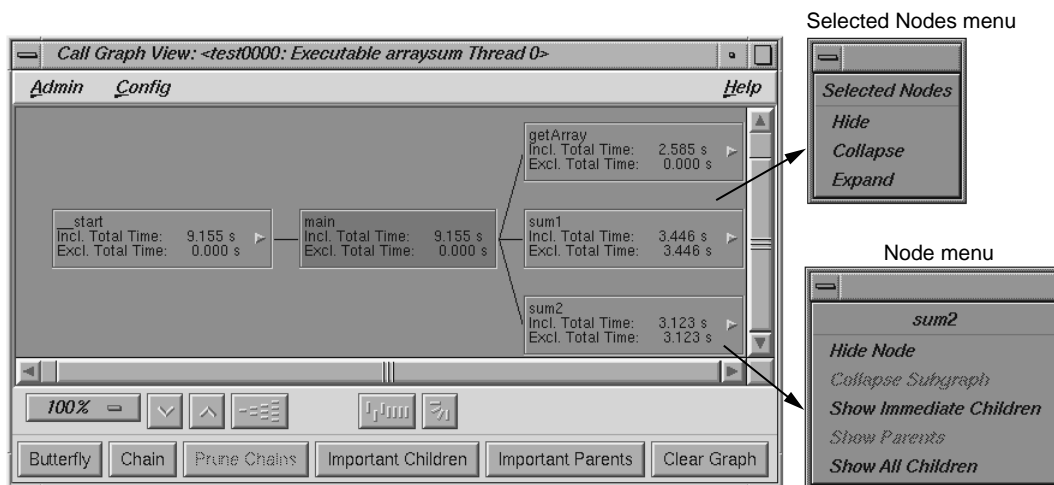 Selected Nodes menu
Call Graph View: <test0000: Executable arraysum Thread 0>
Admin Config Help
getArray
Incl. Total Time: 2.585 s
Excl. Total Time: 0.000 s
__start
Incl. Total Time: 9.155 s
Excl. Total Time: 0.000 s
main
Incl. Total Time: 9.155 s
Excl. Total Time: 0.000 s
sum1
Incl. Total Time: 3.446 s
Excl. Total Time: 3.446 s
sum2
Incl. Total Time: 3.123 s
Excl. Total Time: 3.123 s
100%
Butterfly Chain Prune Chains Important Children Important Parents Clear Graph
Selected Nodes
Hide
Collapse
Expand
Node menu
sum2
Hide Node
Collapse Subgraph
Show Immediate Children
Show Parents
Show All Children